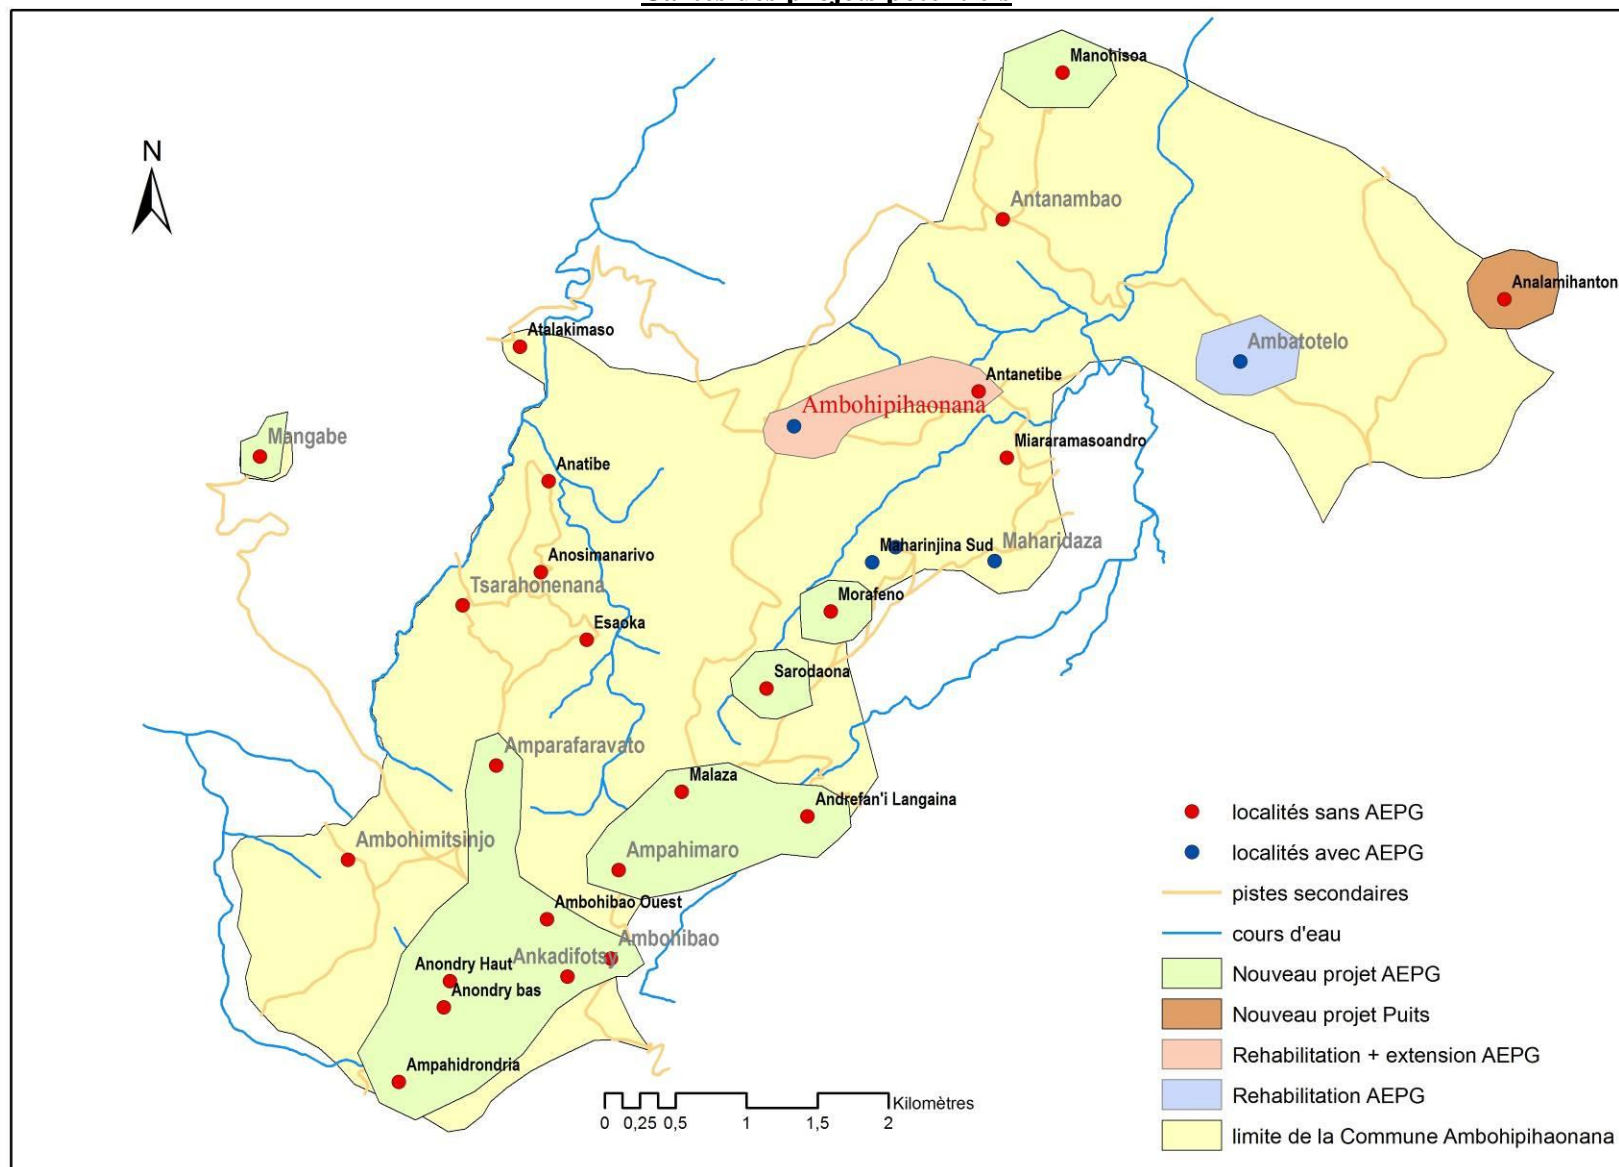 N
Manohisoa
Antanambao
Analamihanton
Ambatotelo
Atalakimaso
Antanetibe
Ambohipihaonana
Mangabe
Miararamasoandro
Anatibe
Maharinjina Sud
Maharidaza
Anosimanarivo
Tsarahonenana
Morafeno
Esaoka
Sarodaona
Amparafaravato
Malaza
Andrefan'i Langaina
Ambohimitsinjo
Ampahimaro
Ambohibao Ouest
Ambohibao
Ankadifotsy
Anondry Haut
Anondry bas
Ampahidrondria
localités sans AEPG
localités avec AEPG
pistes secondaires
cours d'eau
Nouveau projet AEPG
Nouveau projet Puits
Rehabilitation + extension AEPG
Rehabilitation AEPG
limite de la Commune Ambohipihaonana
Kilomètres
0 0,25 0,5 1 1,5 2